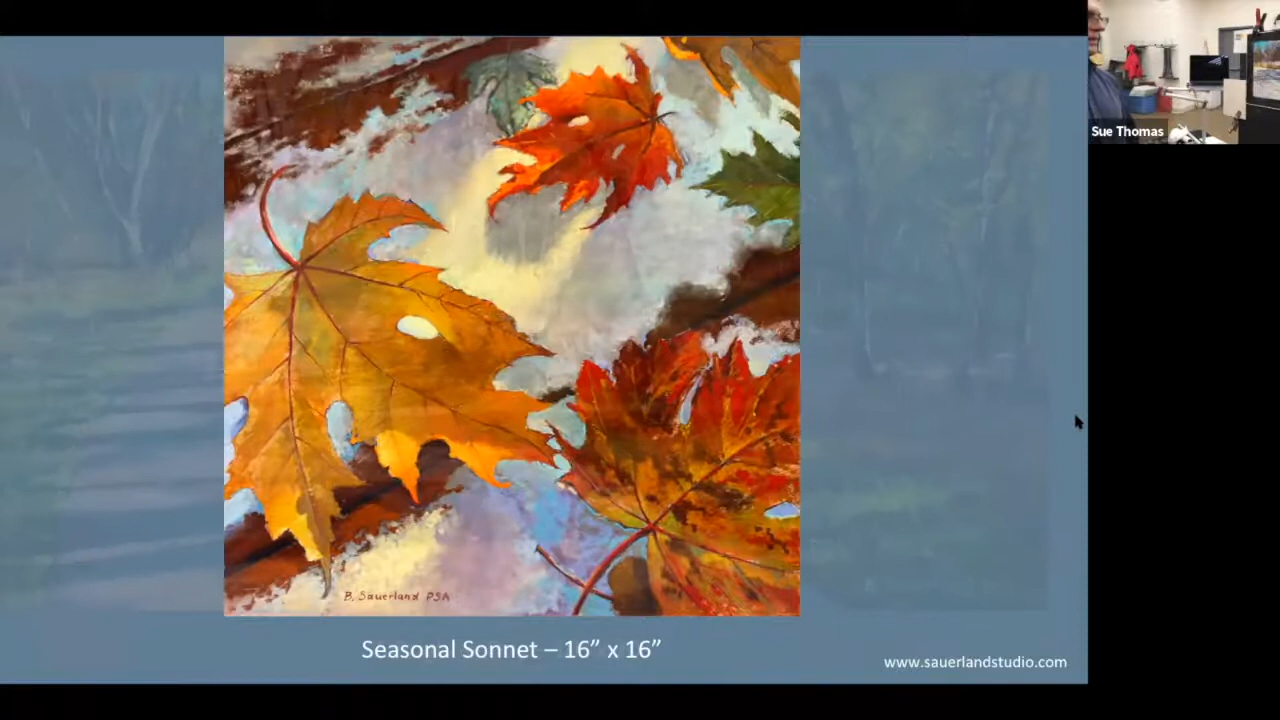 Sue Thomas
B. Sauerland PSA
Seasonal Sonnet – 16” x 16”
www.sauerlandstudio.com